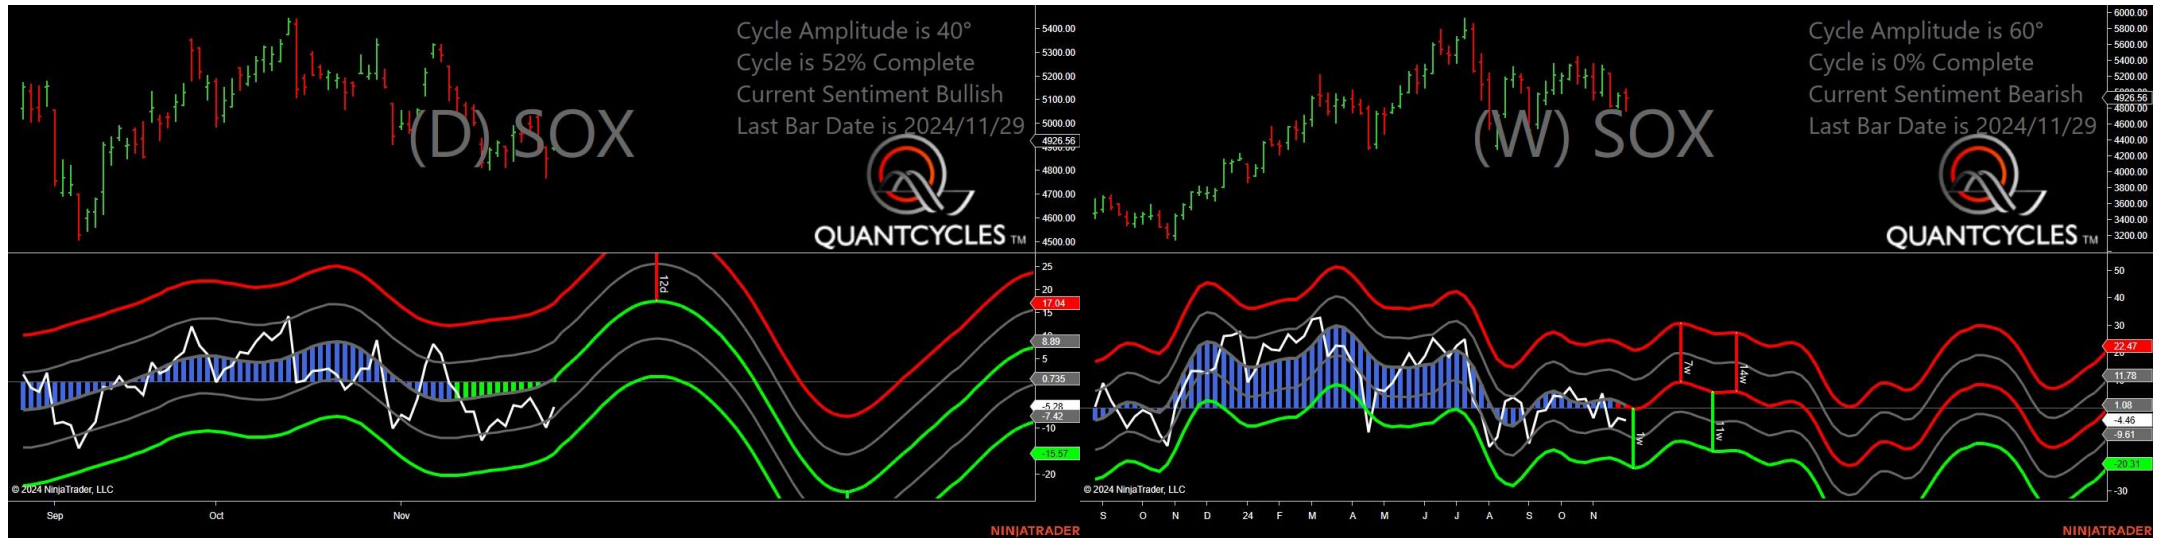 Cycle Amplitude is 40°
Cycle is 52% Complete
Current Sentiment Bullish
Last Bar Date is 2024/11/29
(D) SOX
QUANTCYCLES TM
5400.00
5200.00
5100.00
5000.00
4926.56
4800.00
4700.00
4600.00
4500.00
12d
25
20
17.04
15
8.89
5
0.735
-5.28
-7.42
-10
-15.57
-20
© 2024 NinjaTrader, LLC
Sep Oct Nov
NINJATRADER
Cycle Amplitude is 60°
Cycle is 0% Complete
Current Sentiment Bearish
Last Bar Date is 2024/11/29
(W) SOX
QUANTCYCLES TM
6000.00
5800.00
5600.00
5400.00
5200.00
4926.56
4800.00
4600.00
4400.00
4200.00
4000.00
3800.00
3600.00
3400.00
3200.00
7w
14w
1w
11w
50
40
30
22.47
11.78
1.08
-4.46
-9.61
-20.31
-30
© 2024 NinjaTrader, LLC
S O N D 24 F M A M J J A S O N
NINJATRADER